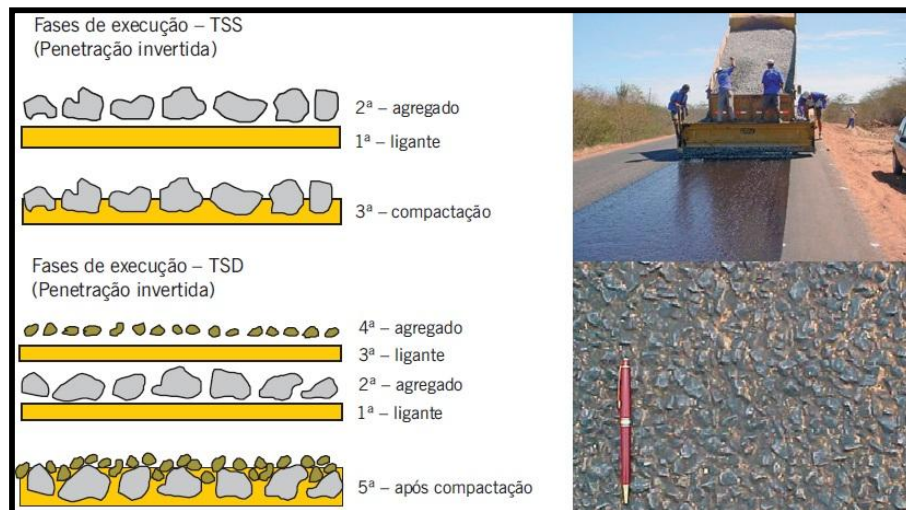 Fases de execução – TSS
(Penetração invertida)
2ª – agregado
1ª – ligante
3ª – compactação
Fases de execução – TSD
(Penetração invertida)
4ª – agregado
3ª – ligante
2ª – agregado
1ª – ligante
5ª – após compactação